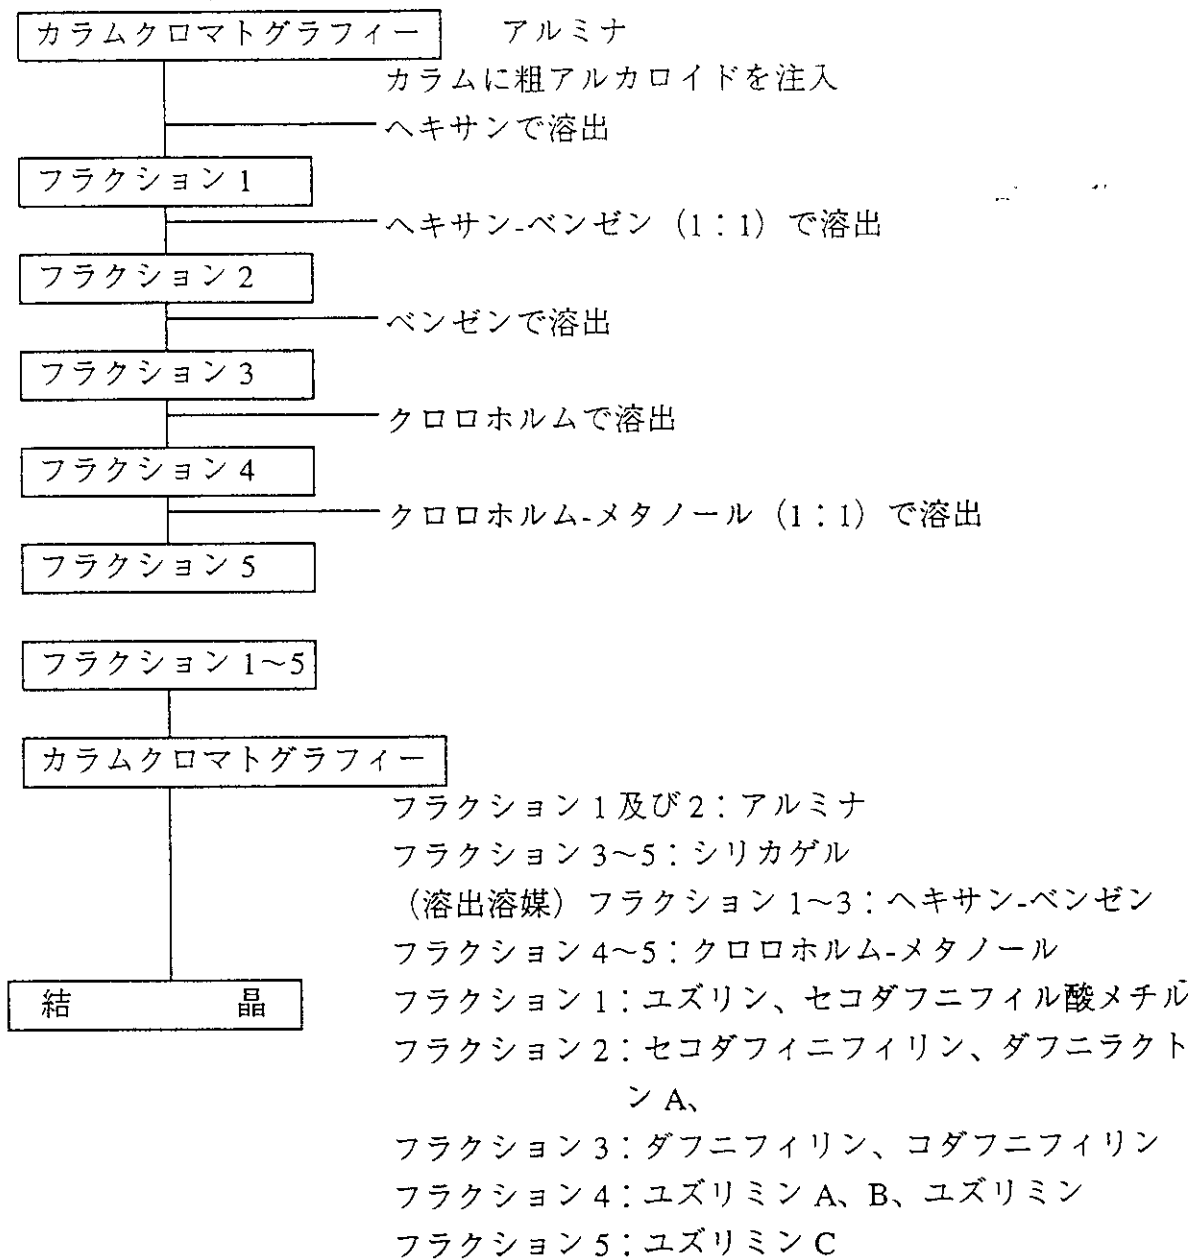 カラムクロマトグラフィー アルミナ
カラムに粗アルカロイドを注入
ヘキサンで溶出
フラクション1
ヘキサン-ベンゼン（1：1）で溶出
フラクション2
ベンゼンで溶出
フラクション3
クロロホルムで溶出
フラクション4
クロロホルム-メタノール（1：1）で溶出
フラクション5
フラクション1～5
カラムクロマトグラフィー
フラクション1及び2：アルミナ
フラクション3～5：シリカゲル
（溶出溶媒）フラクション1～3：ヘキサン-ベンゼン
フラクション4～5：クロロホルム-メタノール
結晶 フラクション1：ユズリン、セコダフニフィル酸メチル
フラクション2：セコダフィニフィリン、ダフニラクト
ンA、
フラクション3：ダフニフィリン、コダフニフィリン
フラクション4：ユズリミンA、B、ユズリミン
フラクション5：ユズリミンC